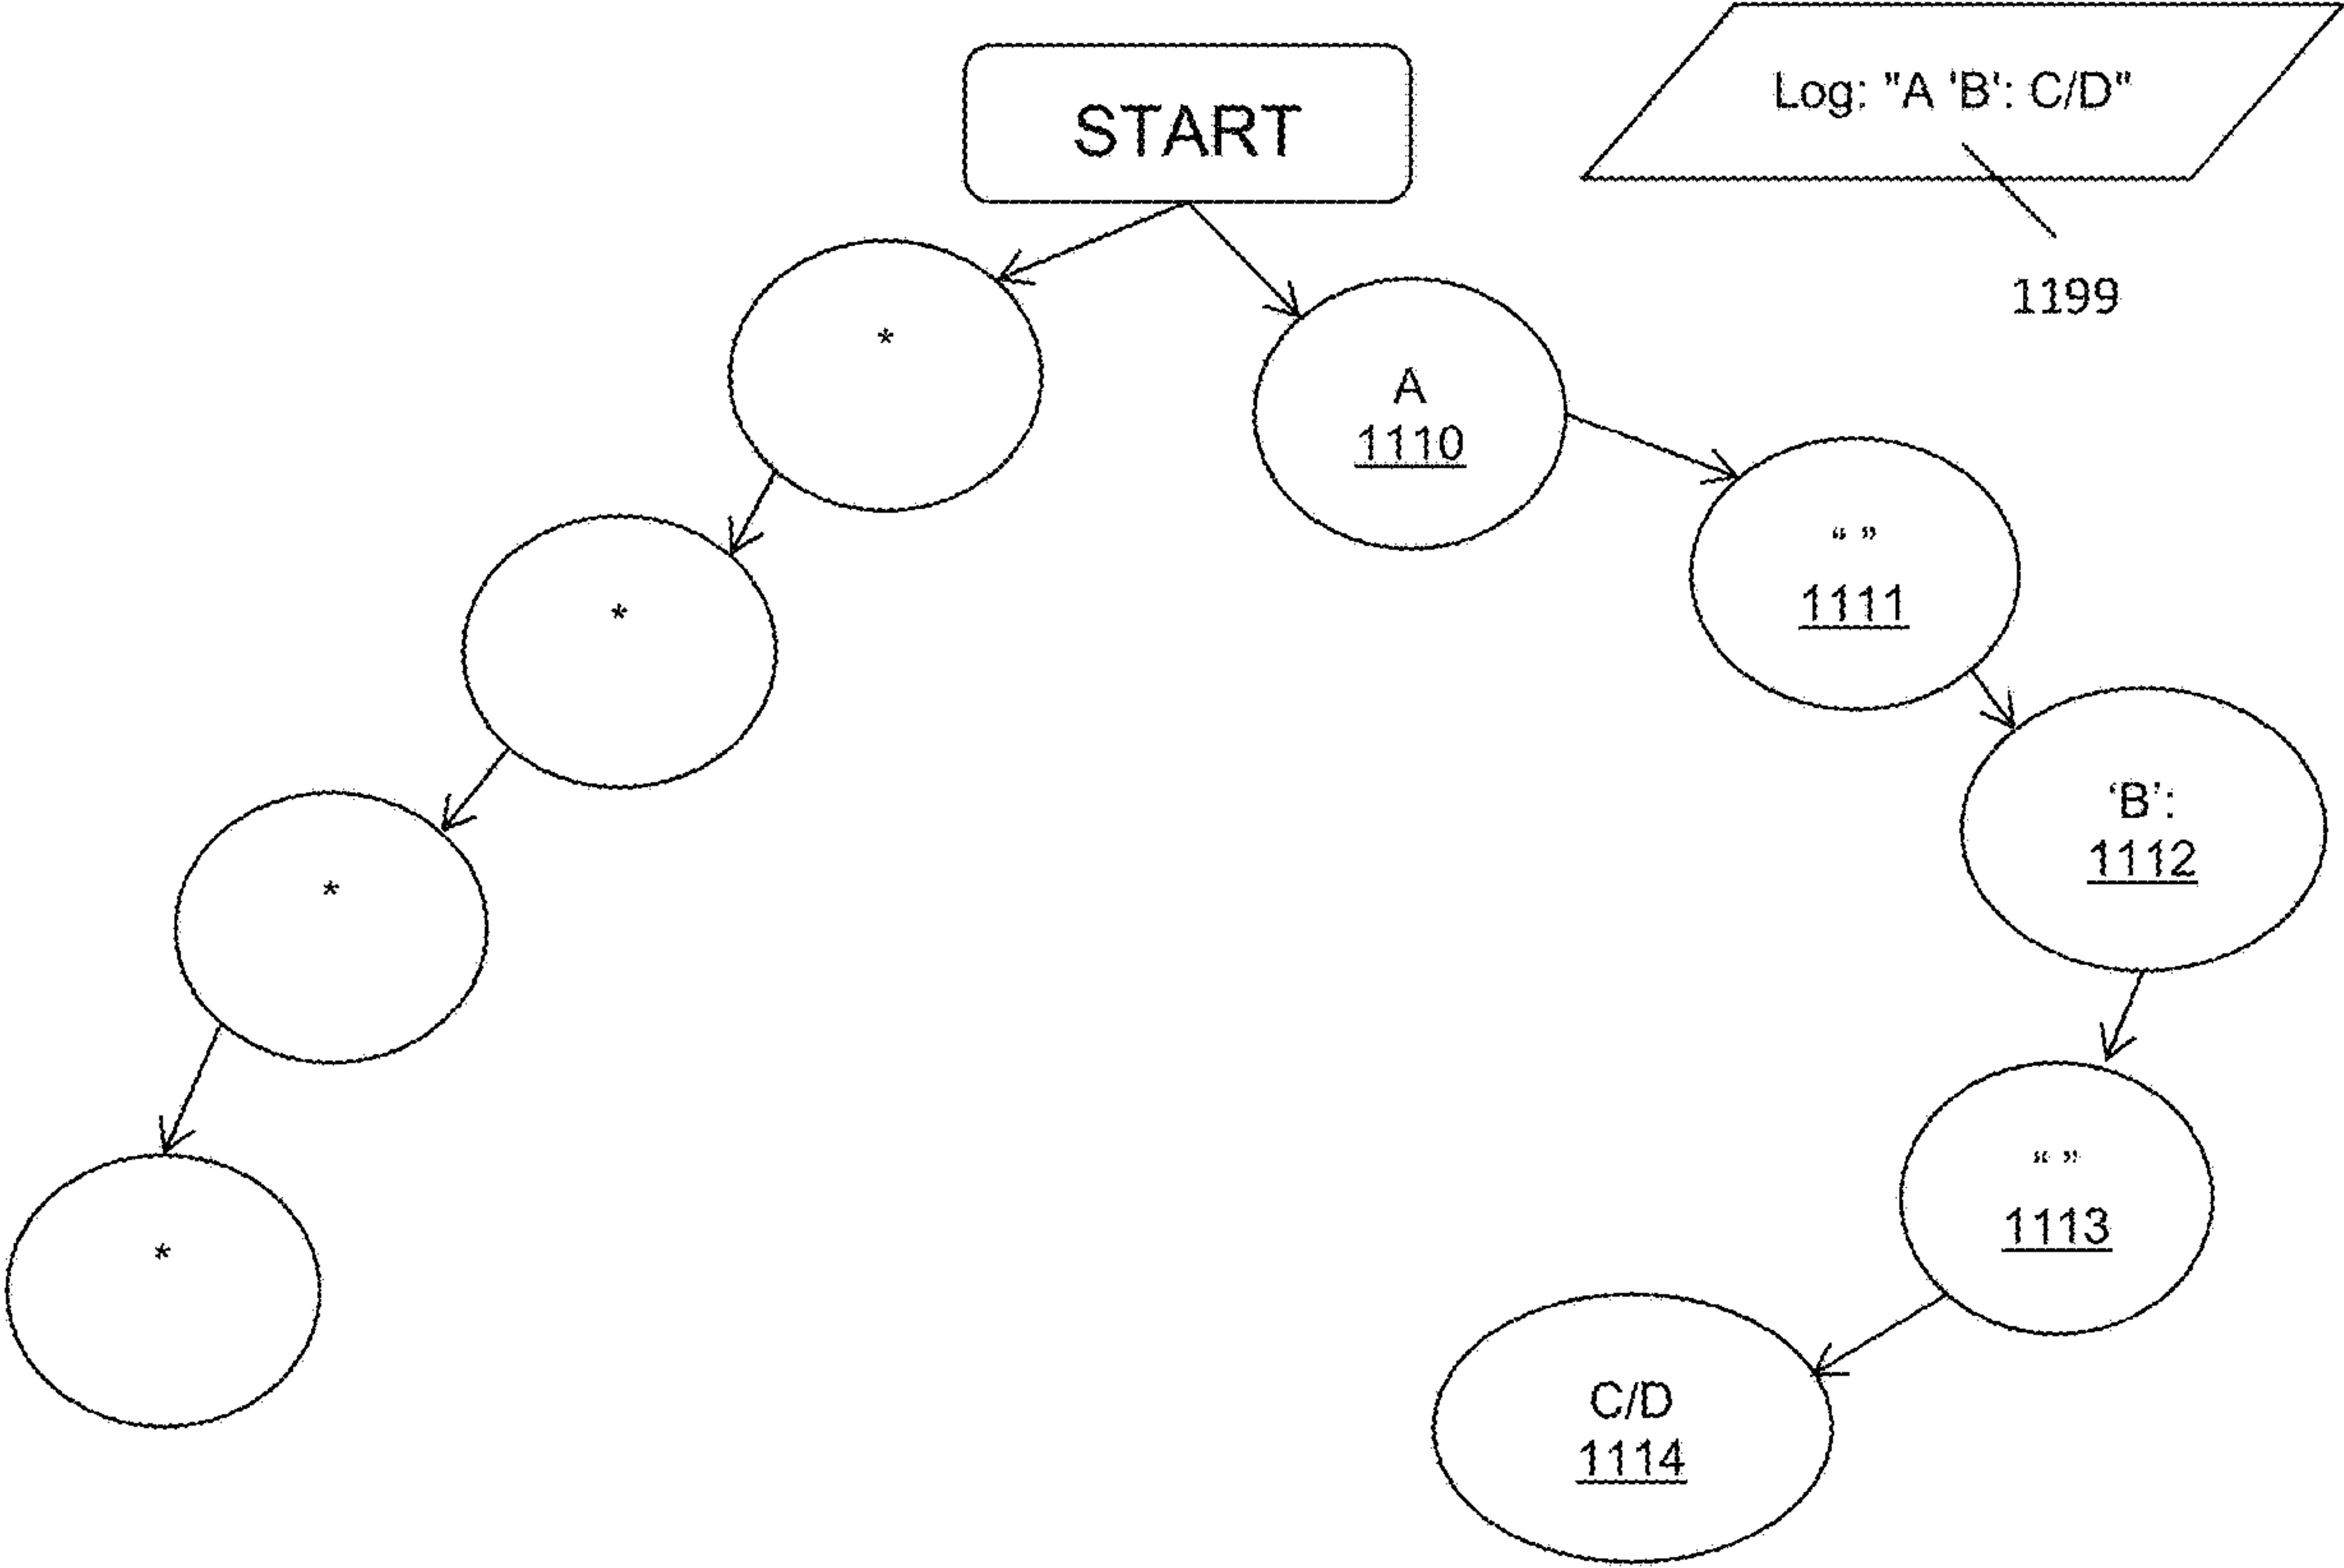 START
Log: "A 'B': C/D"
1199
*
A
1110
“ ”
1111
*
‘B’:
1112
*
“ ”
1113
*
C/D
1114